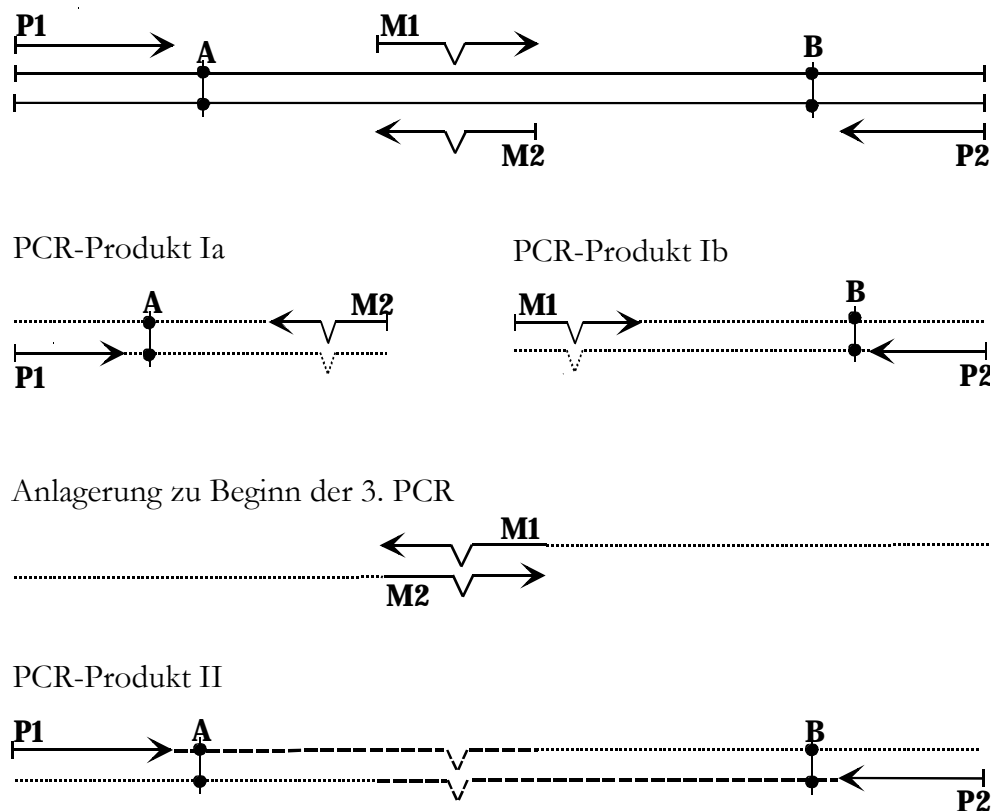 P1 M1
A B
M2 P2
PCR-Produkt Ia PCR-Produkt Ib
A M2 M1 B
P1 P2
Anlagerung zu Beginn der 3. PCR
M1
M2
PCR-Produkt II
P1 A B
P2